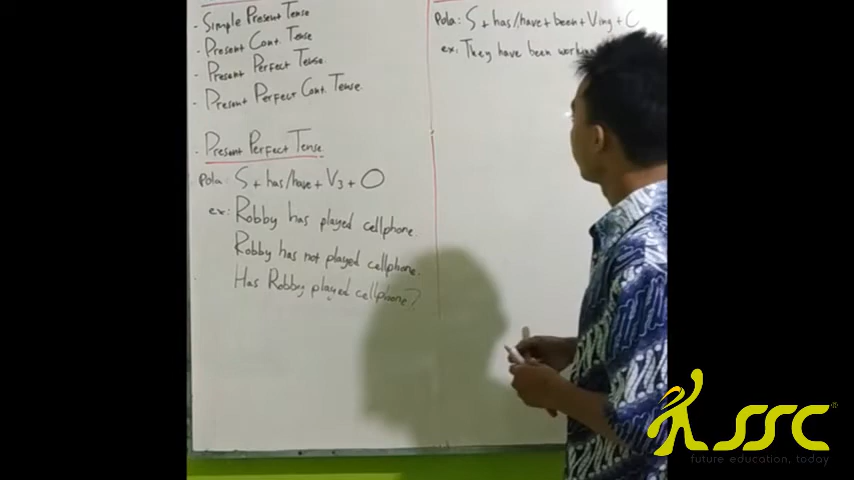 - Simple Present Tense
- Present Cont. Tense
- Present Perfect Tense.
- Present Perfect Cont. Tense.
- Present Perfect Tense.
Pola: S + has/have + V3 + O
ex: Robby has played cellphone.
Robby has not played cellphone.
Has Robby played cellphone?
Pola: S + has/have + been + Ving + C
ex: They have been working
SSC
future education, today